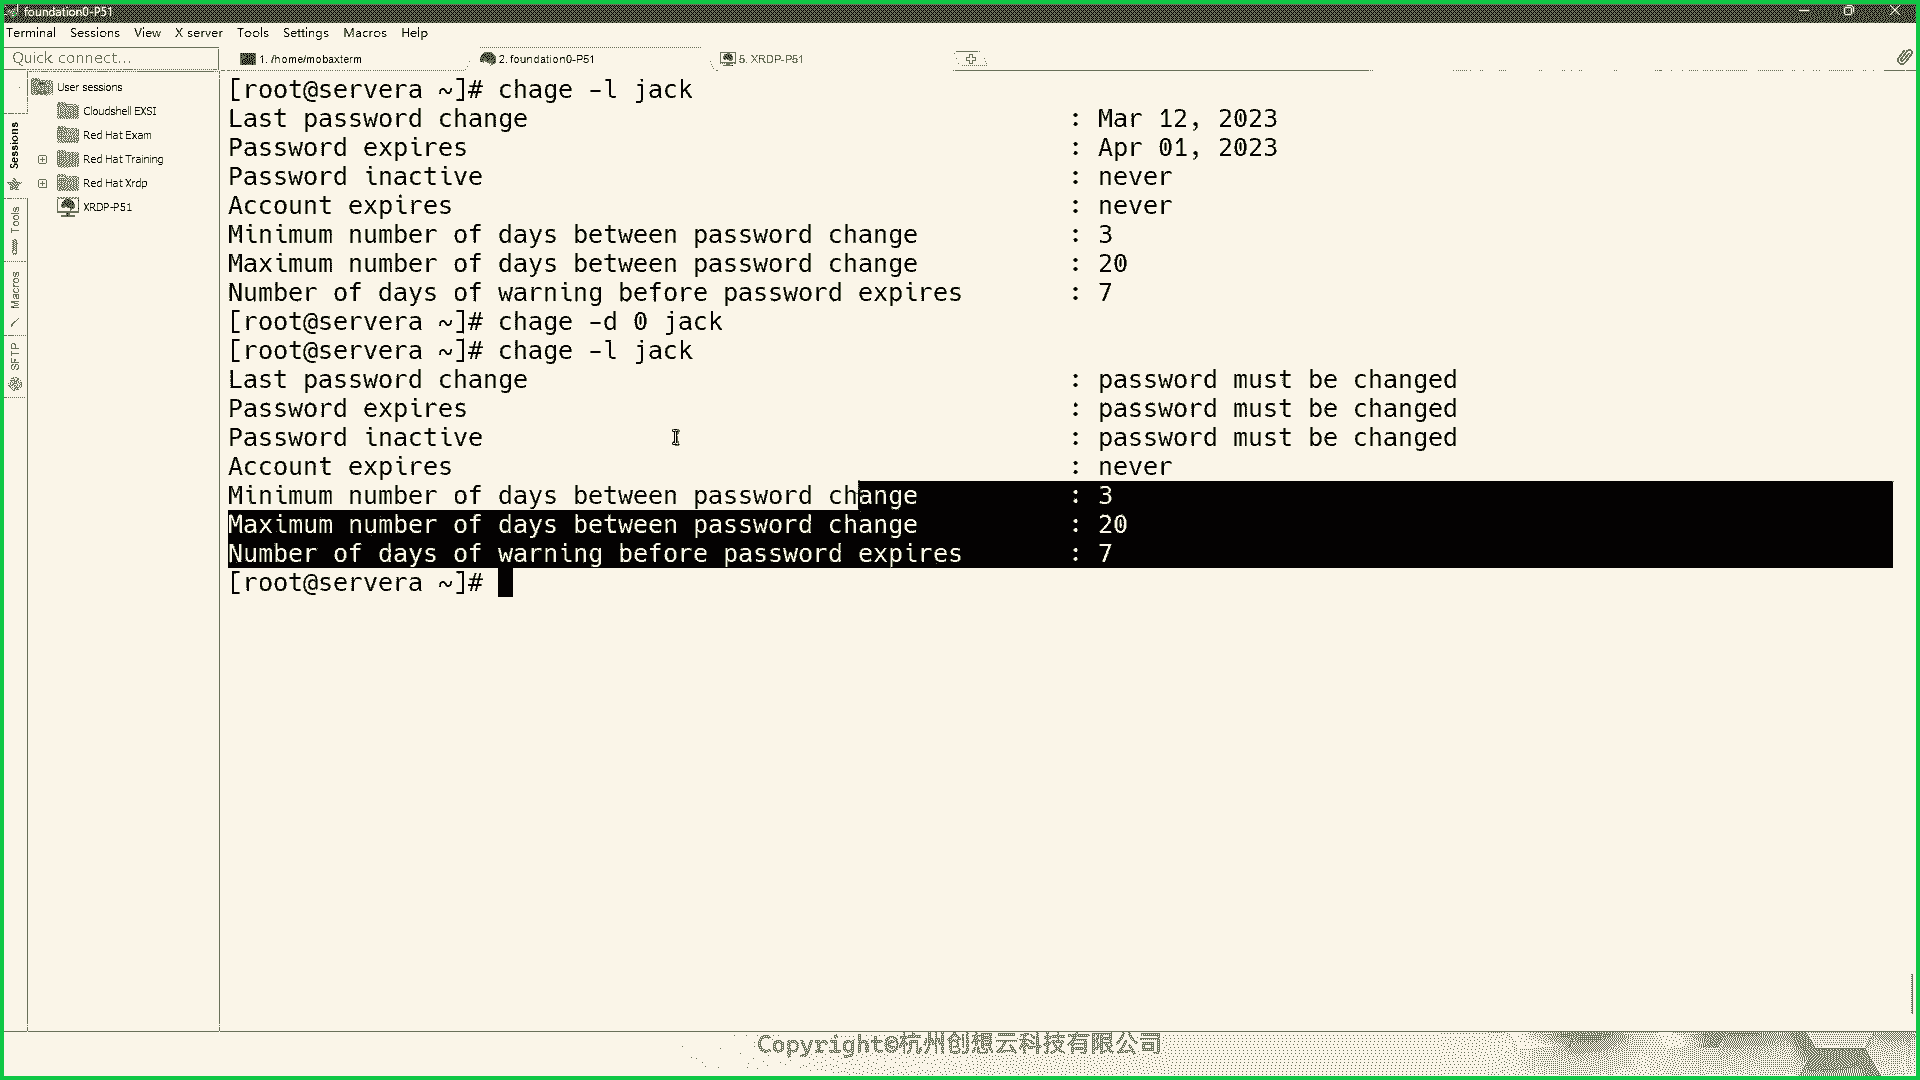 foundation0-P51
Terminal Sessions View X server Tools Settings Macros Help
Quick connect...
1. /home/mobaxterm
2. foundation0-P51
5. XRDP-P51
User sessions
Cloudshell EXSI
Red Hat Exam
Red Hat Training
Red Hat Xrdp
XRDP-P51
Sessions
Tools
Macros
SFTP
[root@servera ~]# chage -l jack
Last password change : Mar 12, 2023
Password expires : Apr 01, 2023
Password inactive : never
Account expires : never
Minimum number of days between password change : 3
Maximum number of days between password change : 20
Number of days of warning before password expires : 7
[root@servera ~]# chage -d 0 jack
[root@servera ~]# chage -l jack
Last password change : password must be changed
Password expires : password must be changed
Password inactive : password must be changed
Account expires : never
Minimum number of days between password change : 3
Maximum number of days between password change : 20
Number of days of warning before password expires : 7
[root@servera ~]#
Copyright©杭州创想云科技有限公司